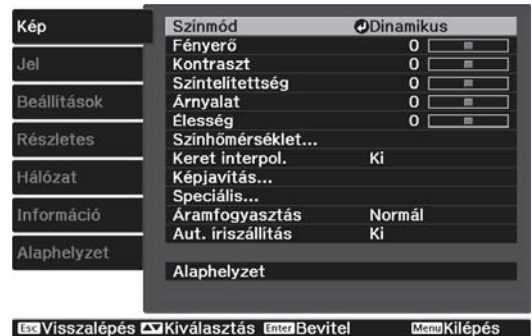 Kép
Jel
Beállítások
Részletes
Hálózat
Információ
Alaphelyzet
Színmód Dinamikus
Fényerő 0
Kontraszt 0
Színtelítettség 0
Árnyalat 0
Élesség 0
Színhőmérséklet...
Keret interpol. Ki
Képjavítás...
Speciális...
Áramfogyasztás Normál
Aut. íriszállítás Ki
Alaphelyzet
Esc Visszalépés Kiválasztás Enter Bevitel Menu Kilépés